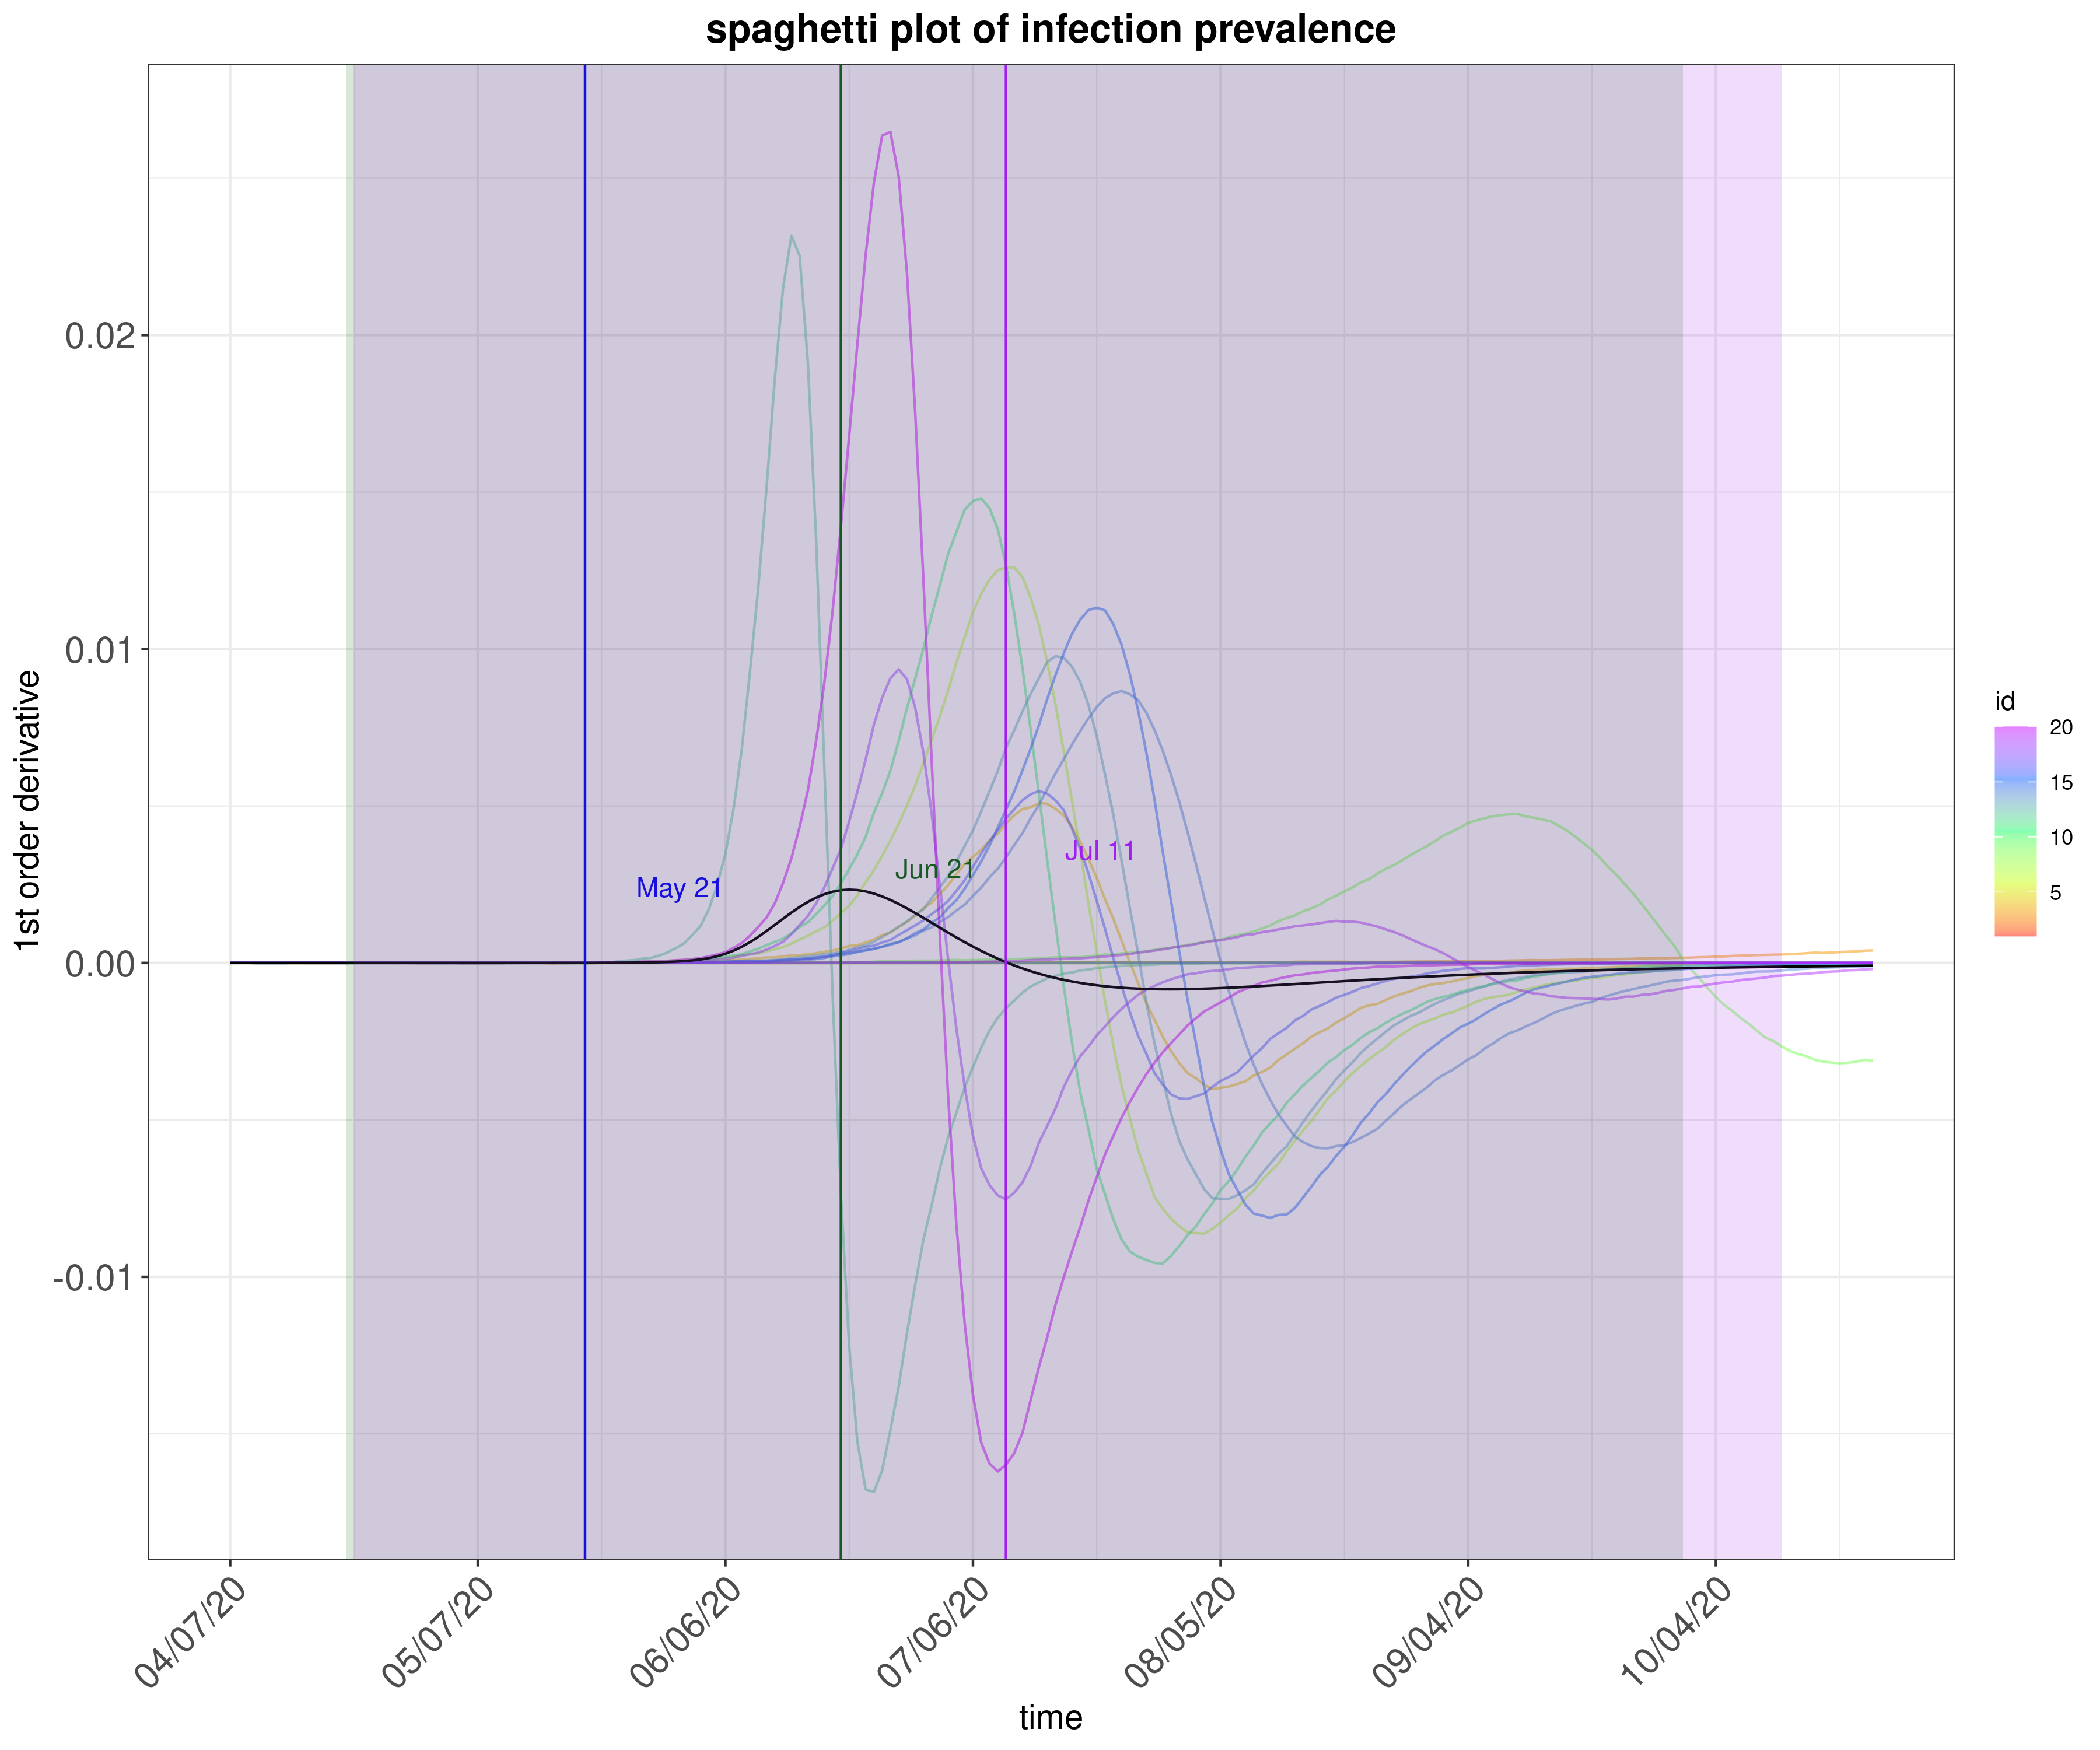 spaghetti plot of infection prevalence
1st order derivative
0.02
0.01
0.00
-0.01
May 21
Jun 21
Jul 11
04/07/20
05/07/20
06/06/20
07/06/20
08/05/20
09/04/20
10/04/20
time
id
20
15
10
5